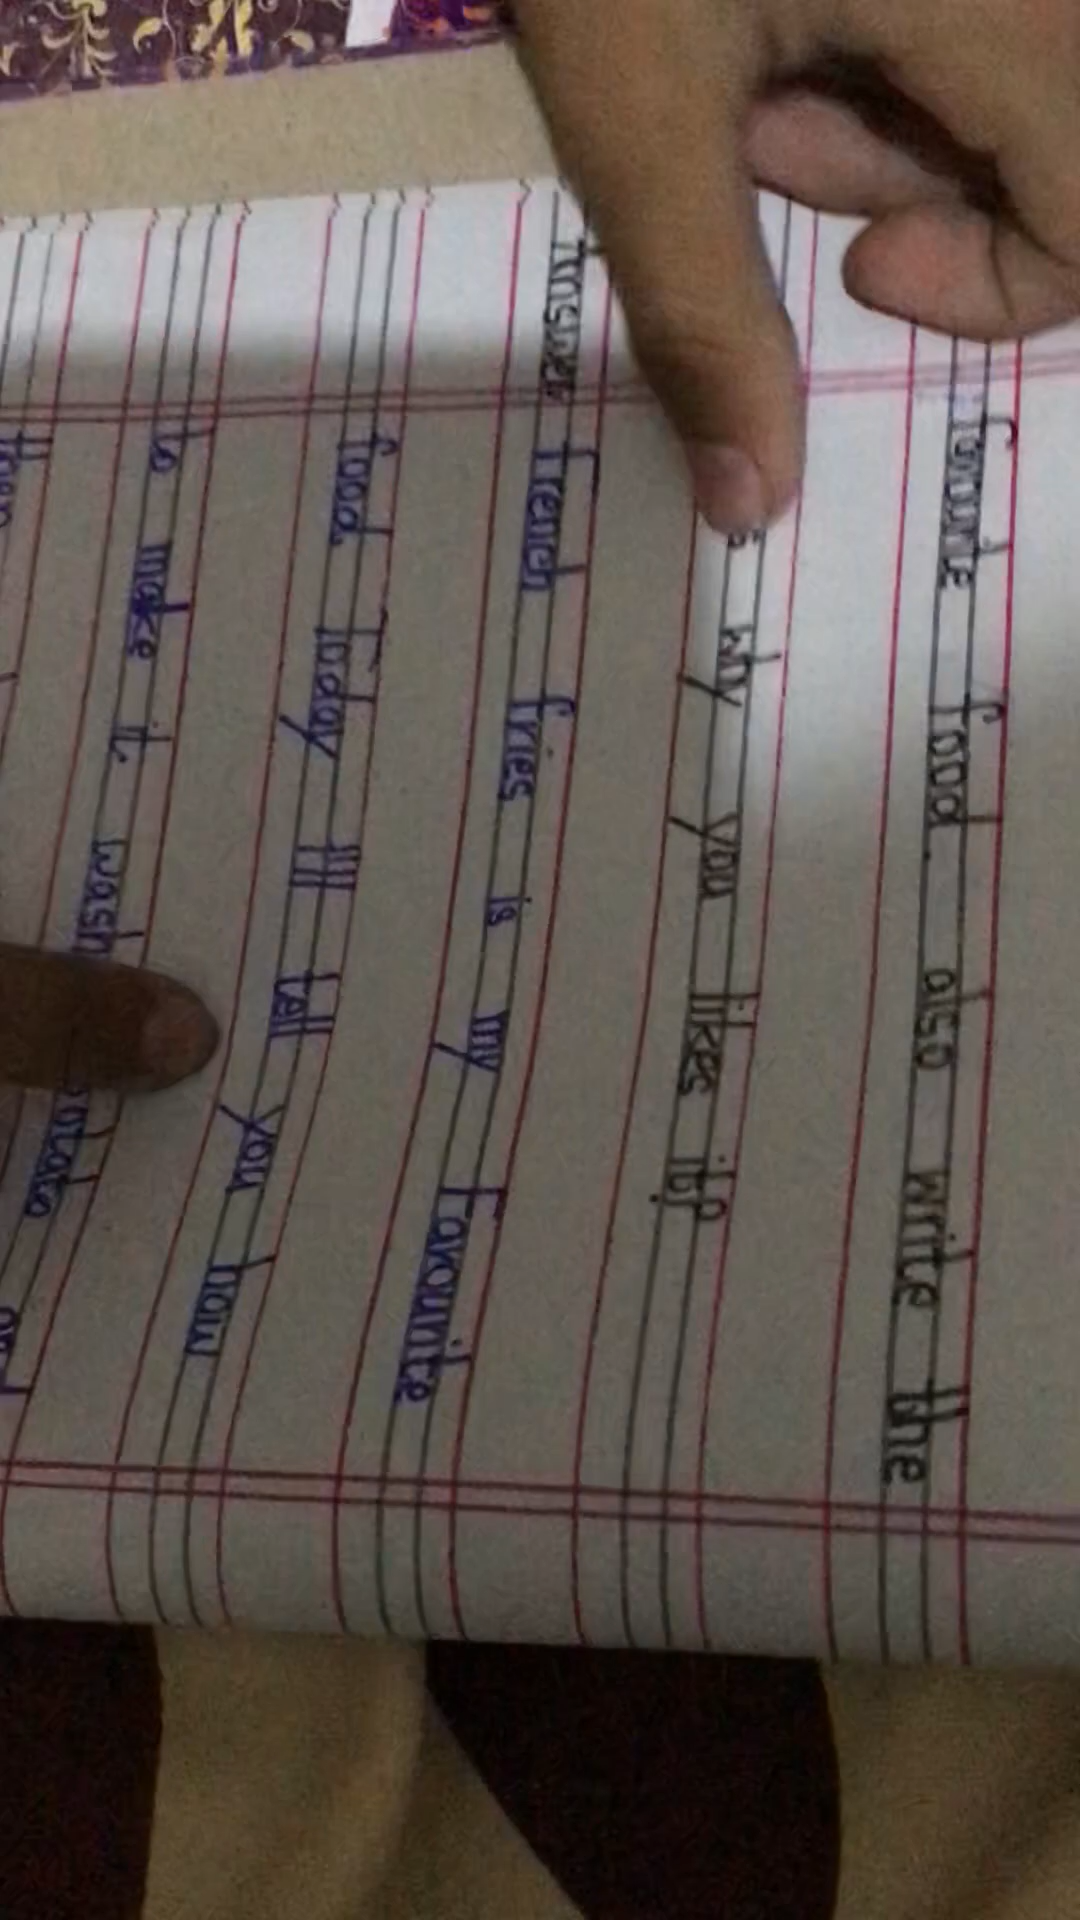 favourite food. also write the
why you likes it?
Answer French fries is my Favourite
food. Today I'll tell you how
to make it wash